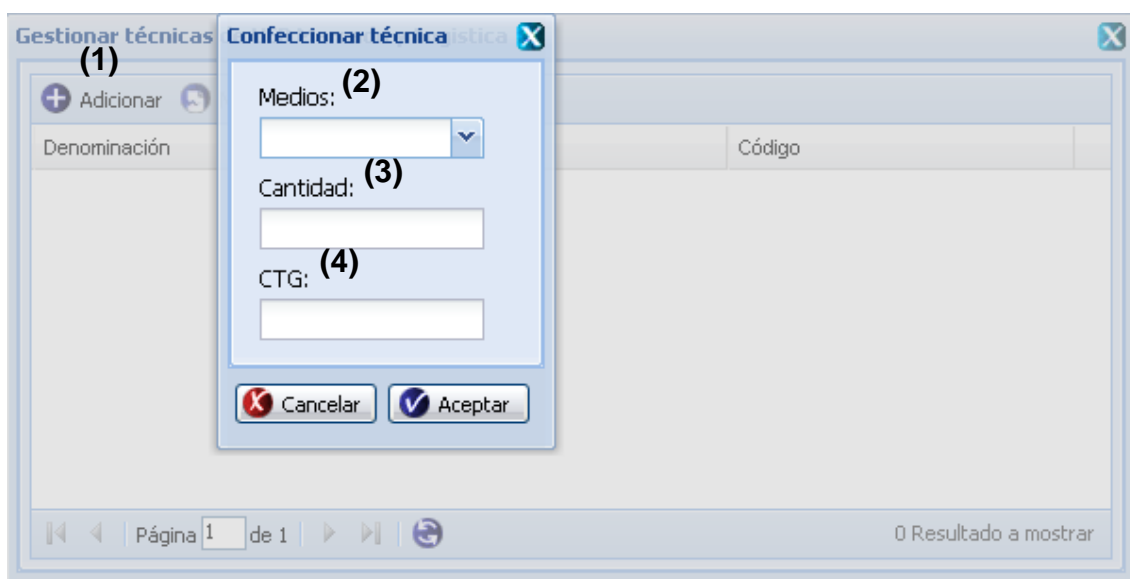 Gestionar técnicas
Confeccionar técnica
gistica
(1)
Adicionar
Medios: (2)
Denominación
Código
Cantidad: (3)
CTG: (4)
Cancelar
Aceptar
Página 1 de 1
0 Resultado a mostrar